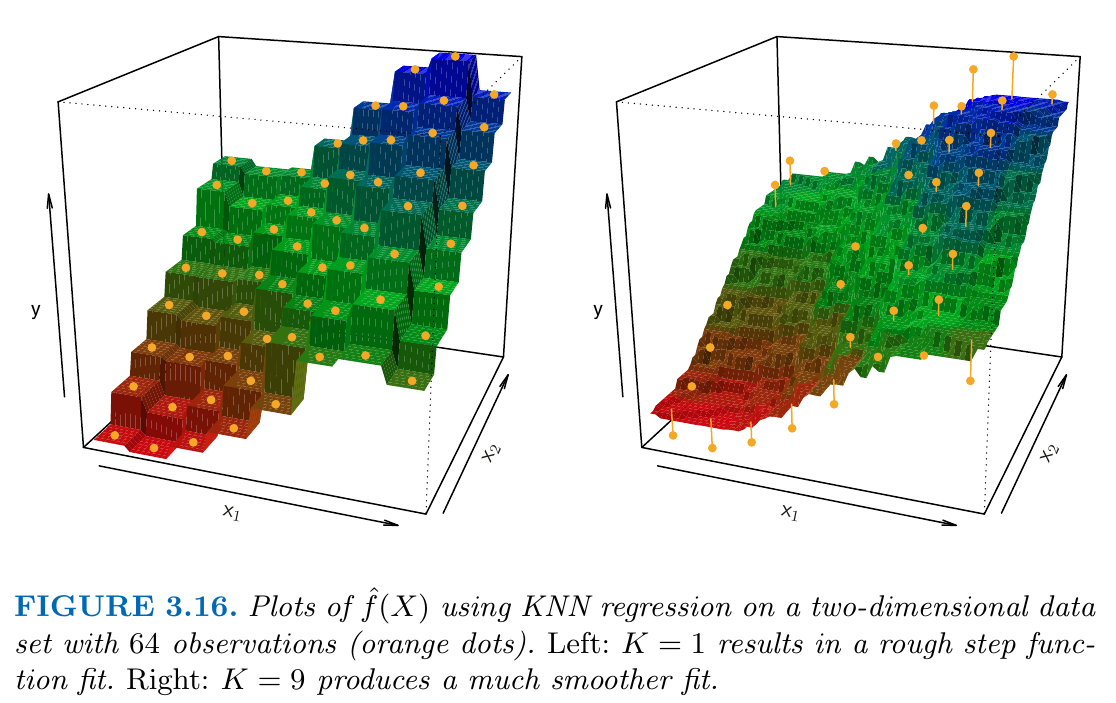 y
x₁
x₂
y
x₁
x₂
FIGURE 3.16. Plots of f̂(X) using KNN regression on a two-dimensional data
set with 64 observations (orange dots). Left: K = 1 results in a rough step func-
tion fit. Right: K = 9 produces a much smoother fit.